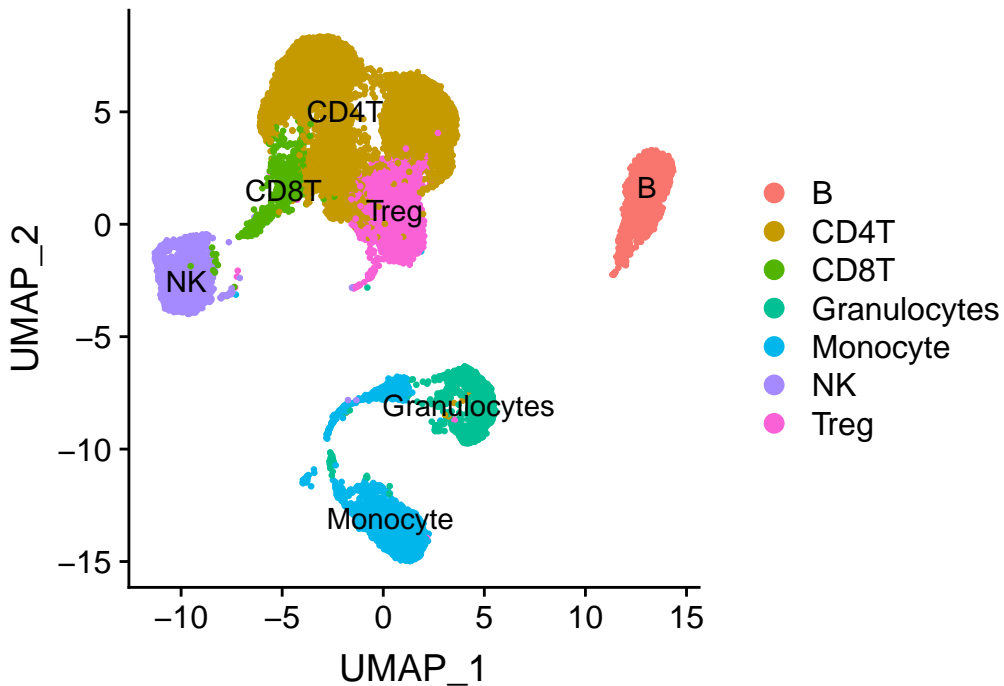 5
0
−5
−10
−15
UMAP_2
CD4T
CD8T
Treg
NK
B
Granulocytes
Monocyte
−10
−5
0
5
10
15
UMAP_1
B
CD4T
CD8T
Granulocytes
Monocyte
NK
Treg